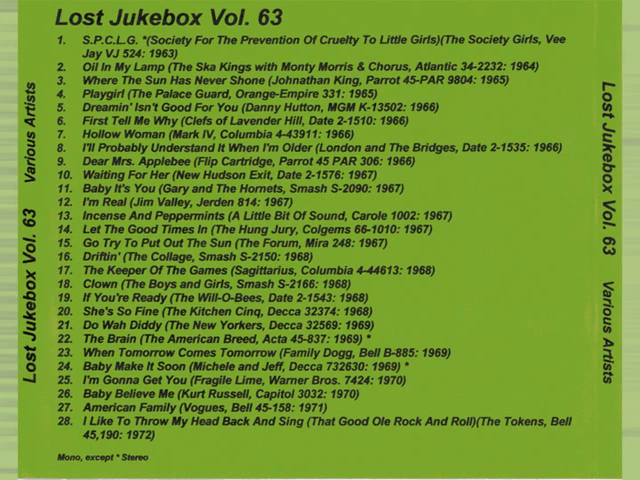 Lost Jukebox Vol. 63
1. S.P.C.L.G. *(Society For The Prevention Of Cruelty To Little Girls)(The Society Girls, Vee
Jay VJ 524: 1963)
2. Oil In My Lamp (The Ska Kings with Monty Morris & Chorus, Atlantic 34-2232: 1964)
3. Where The Sun Has Never Shone (Johnathan King, Parrot 45-PAR 9804: 1965)
4. Playgirl (The Palace Guard, Orange-Empire 331: 1965)
5. Dreamin' Isn't Good For You (Danny Hutton, MGM K-13502: 1966)
6. First Tell Me Why (Clefs of Lavender Hill, Date 2-1510: 1966)
7. Hollow Woman (Mark IV, Columbia 4-43911: 1966)
8. I'll Probably Understand It When I'm Older (London and The Bridges, Date 2-1535: 1966)
9. Dear Mrs. Applebee (Flip Cartridge, Parrot 45 PAR 306: 1966)
10. Waiting For Her (New Hudson Exit, Date 2-1576: 1967)
11. Baby It's You (Gary and The Hornets, Smash S-2090: 1967)
12. I'm Real (Jim Valley, Jerden 814: 1967)
13. Incense And Peppermints (A Little Bit Of Sound, Carole 1002: 1967)
14. Let The Good Times In (The Hung Jury, Colgems 66-1010: 1967)
15. Go Try To Put Out The Sun (The Forum, Mira 248: 1967)
16. Driftin' (The Collage, Smash S-2150: 1968)
17. The Keeper Of The Games (Sagittarius, Columbia 4-44613: 1968)
18. Clown (The Boys and Girls, Smash S-2166: 1968)
19. If You're Ready (The Will-O-Bees, Date 2-1543: 1968)
20. She's So Fine (The Kitchen Cinq, Decca 32374: 1968)
21. Do Wah Diddy (The New Yorkers, Decca 32569: 1969)
22. The Brain (The American Breed, Acta 45-837: 1969) *
23. When Tomorrow Comes Tomorrow (Family Dogg, Bell B-885: 1969)
24. Baby Make It Soon (Michele and Jeff, Decca 732630: 1969) *
25. I'm Gonna Get You (Fragile Lime, Warner Bros. 7424: 1970)
26. Baby Believe Me (Kurt Russell, Capitol 3032: 1970)
27. American Family (Vogues, Bell 45-158: 1971)
28. I Like To Throw My Head Back And Sing (That Good Ole Rock And Roll)(The Tokens, Bell
45,190: 1972)
Mono, except * Stereo
Lost Jukebox Vol. 63 Various Artists
Lost Jukebox Vol. 63 Various Artists